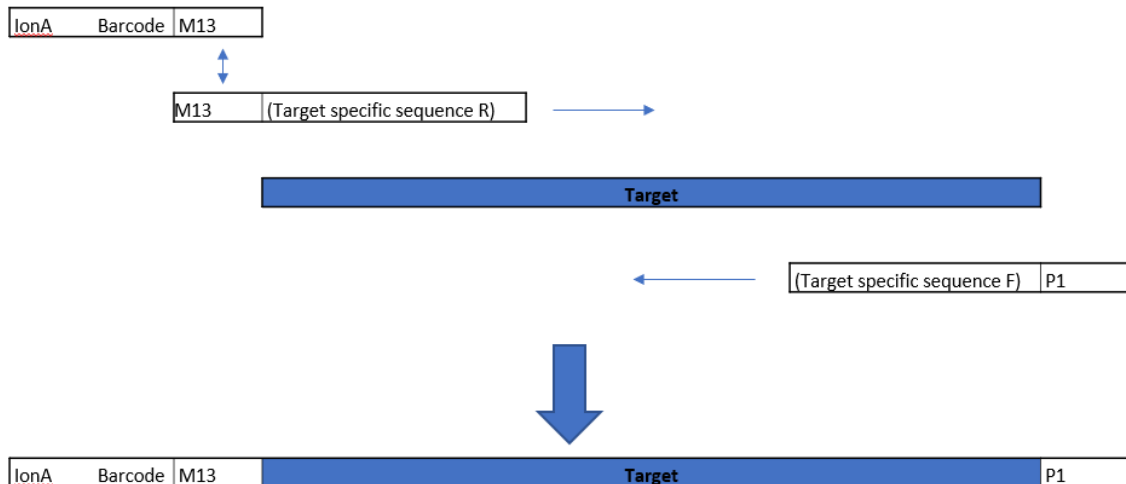 IonA Barcode M13
M13 (Target specific sequence R)
Target
(Target specific sequence F) P1
IonA Barcode M13 Target P1